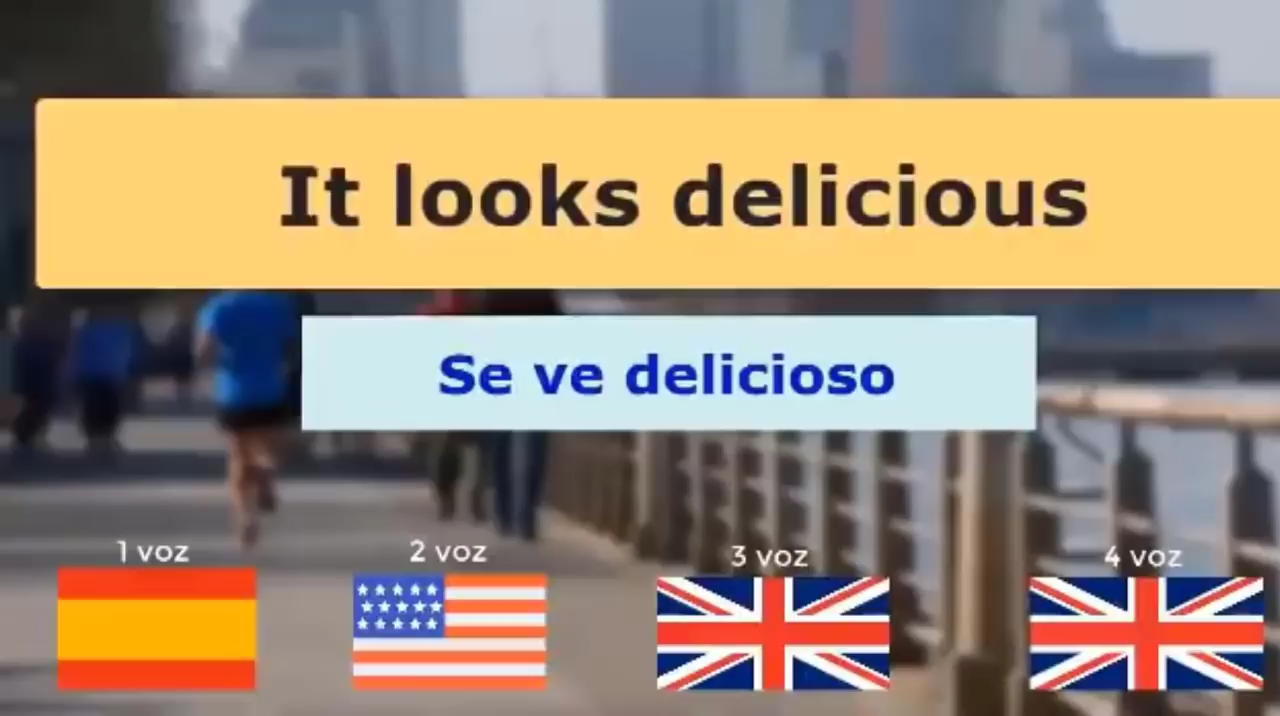 It looks delicious
Se ve delicioso
1 voz
2 voz
3 voz
4 voz